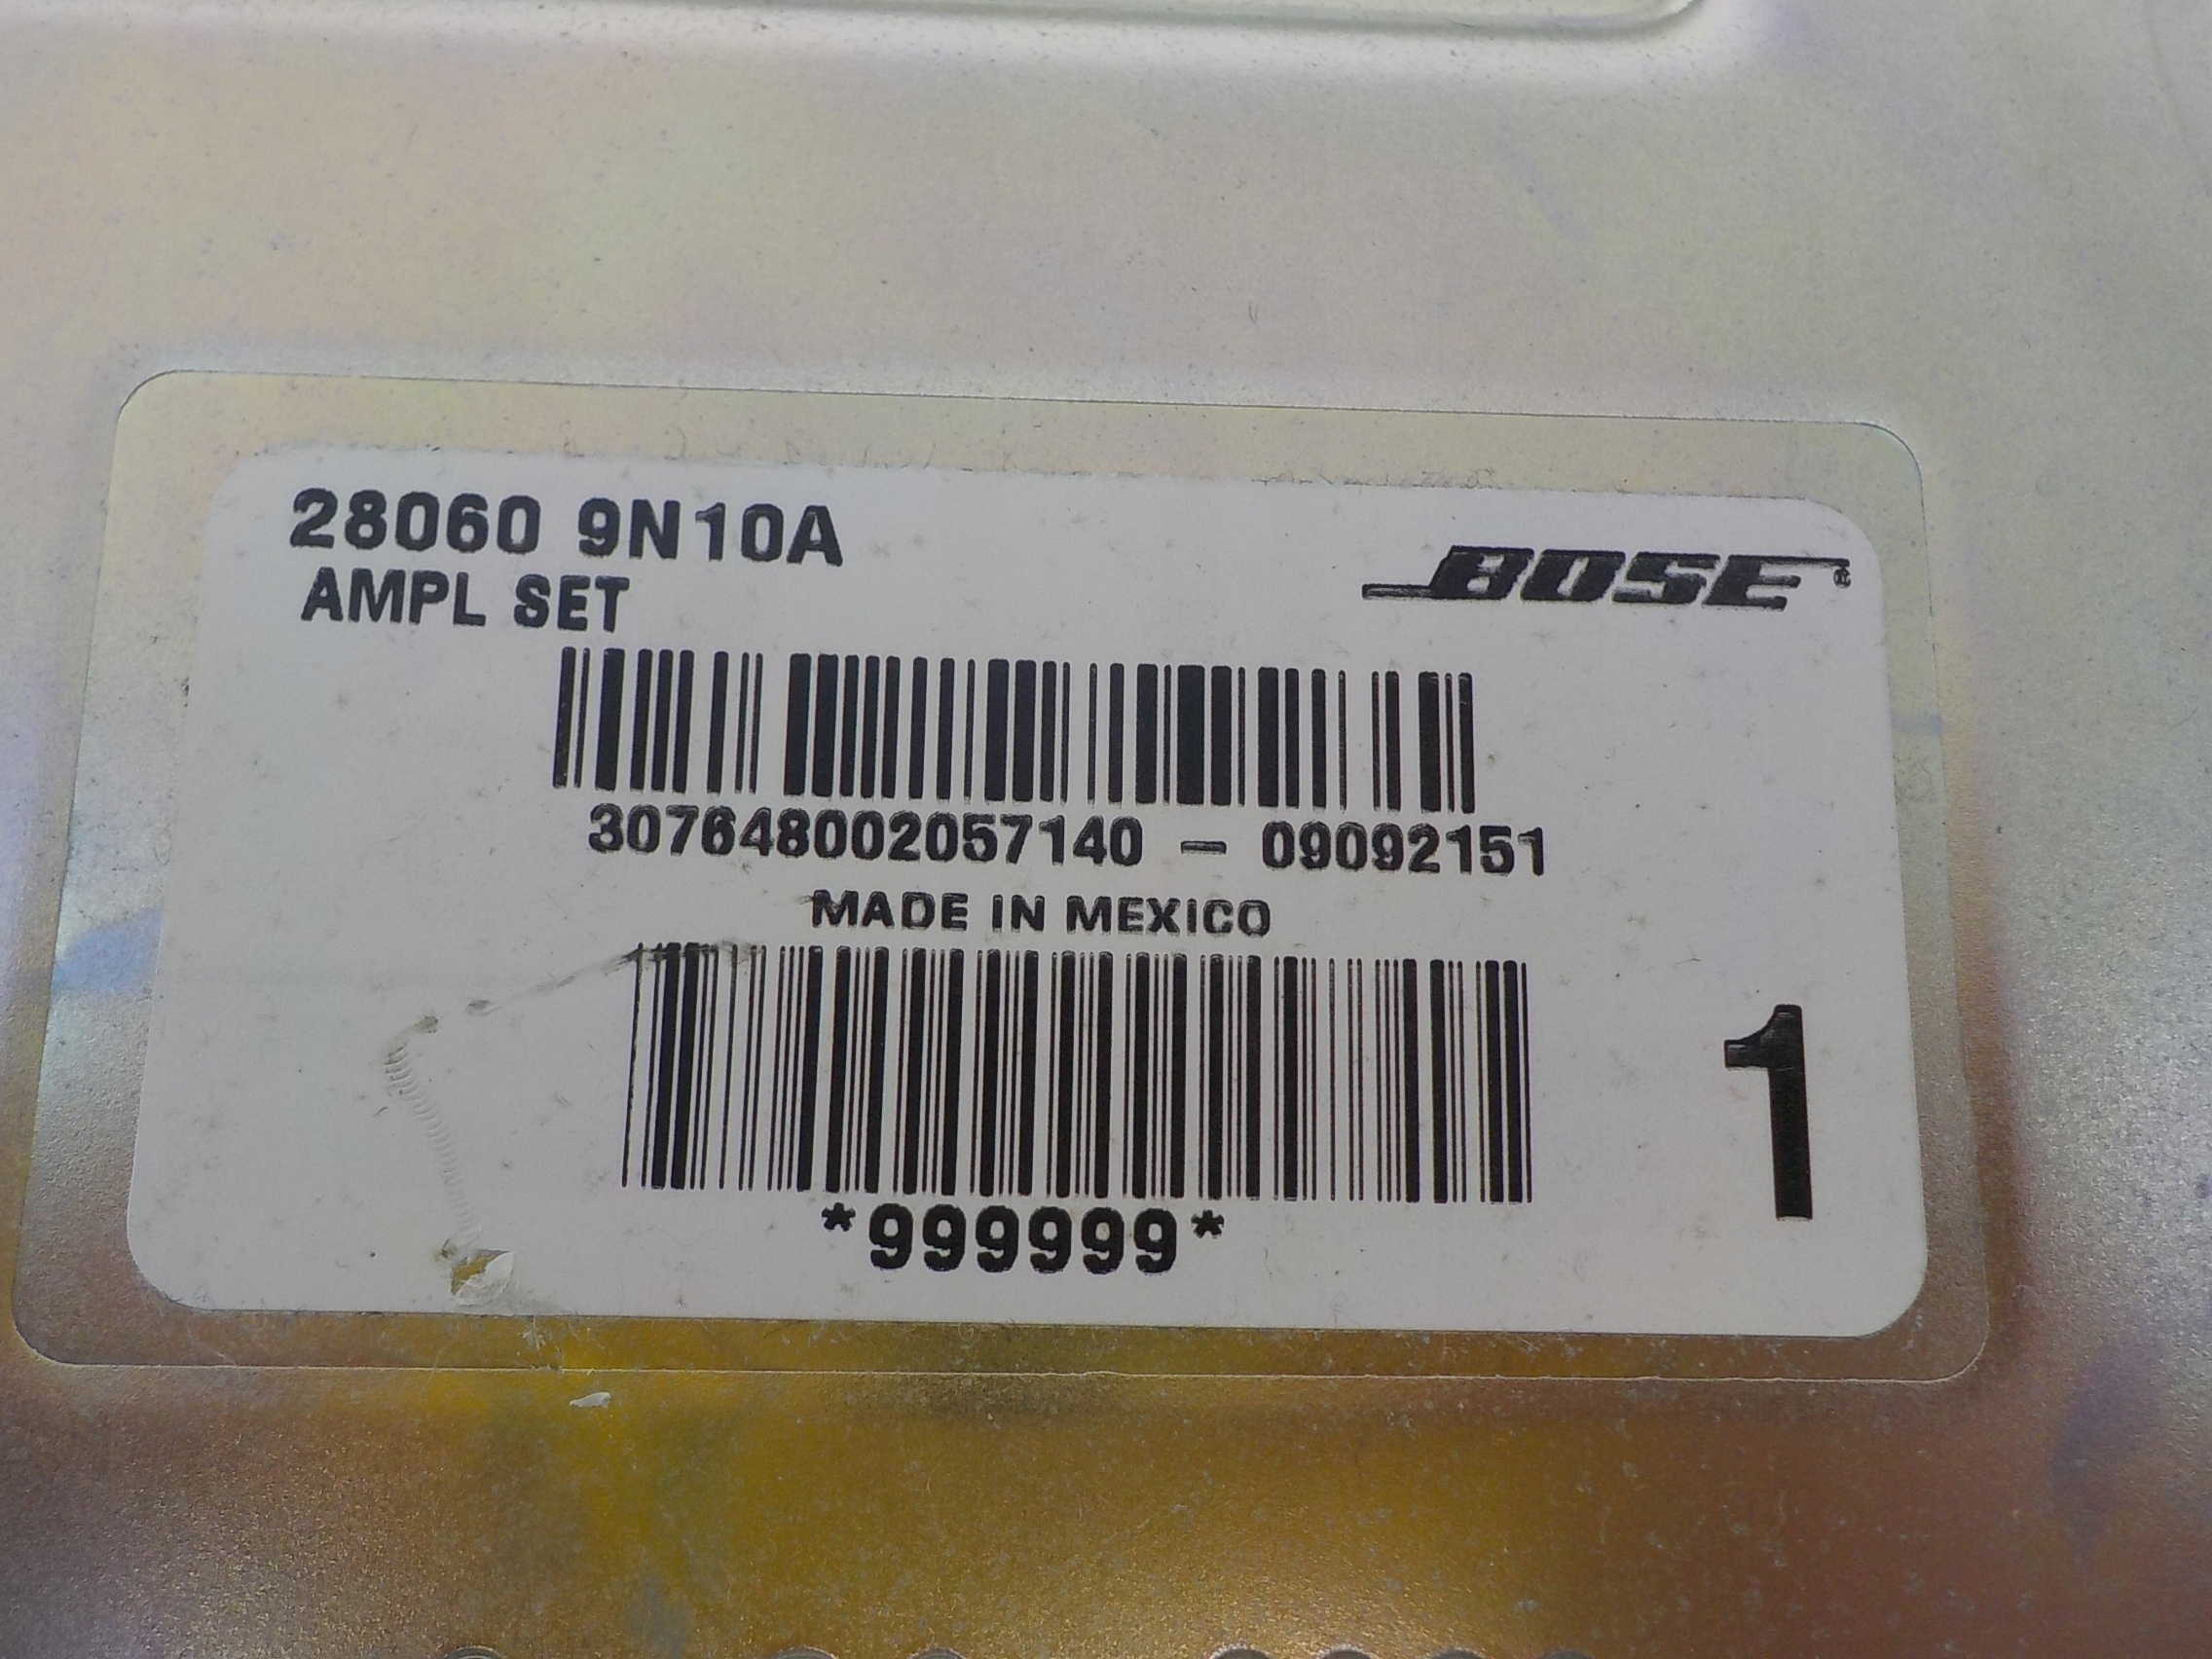 28060 9N10A
AMPL SET
BOSE®
307648002057140 - 09092151
MADE IN MEXICO
1
*999999*